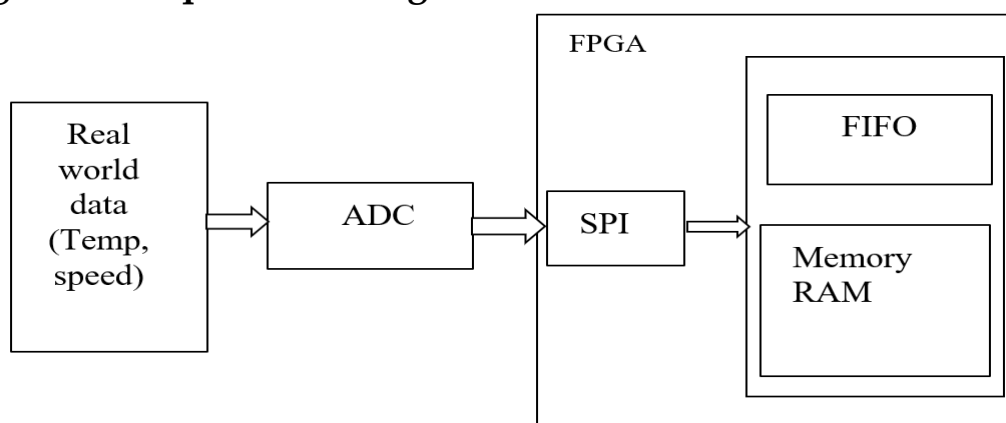 FPGA
Real
world
data
(Temp,
speed)
ADC
SPI
FIFO
Memory
RAM